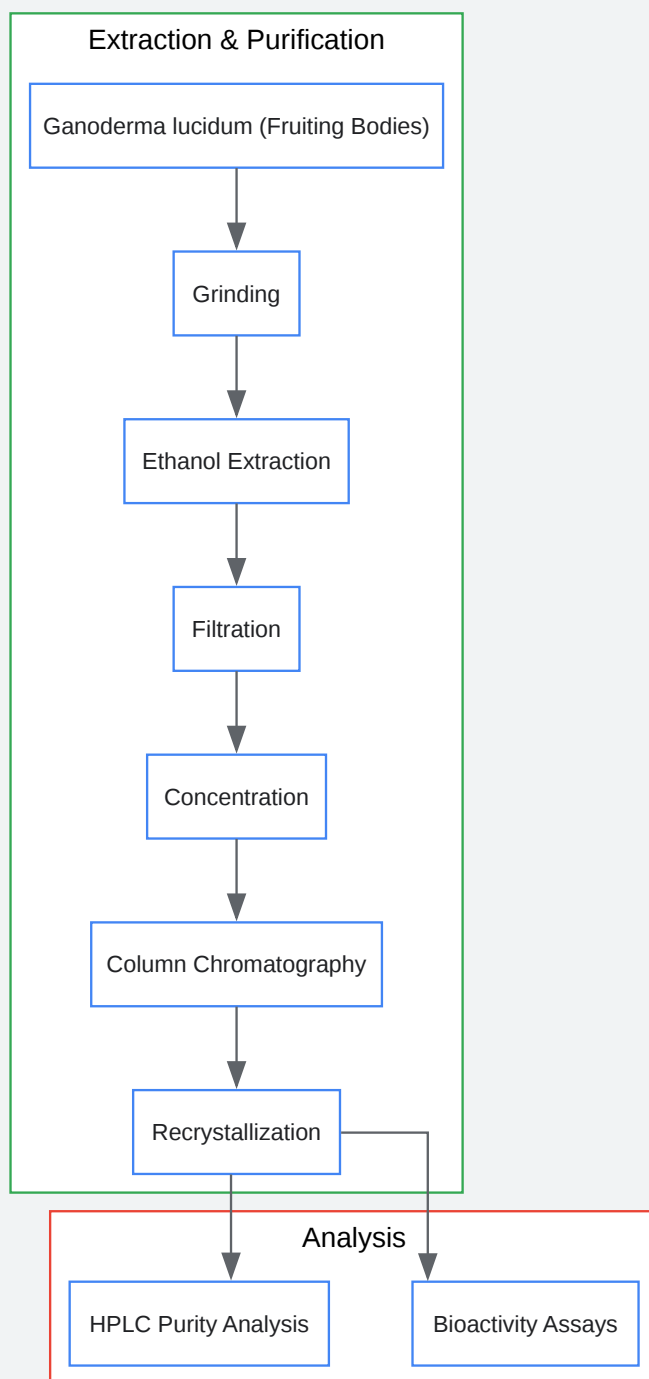 Extraction & Purification
Ganoderma lucidum (Fruiting Bodies)
Grinding
Ethanol Extraction
Filtration
Concentration
Column Chromatography
Recrystallization
Analysis
HPLC Purity Analysis
Bioactivity Assays